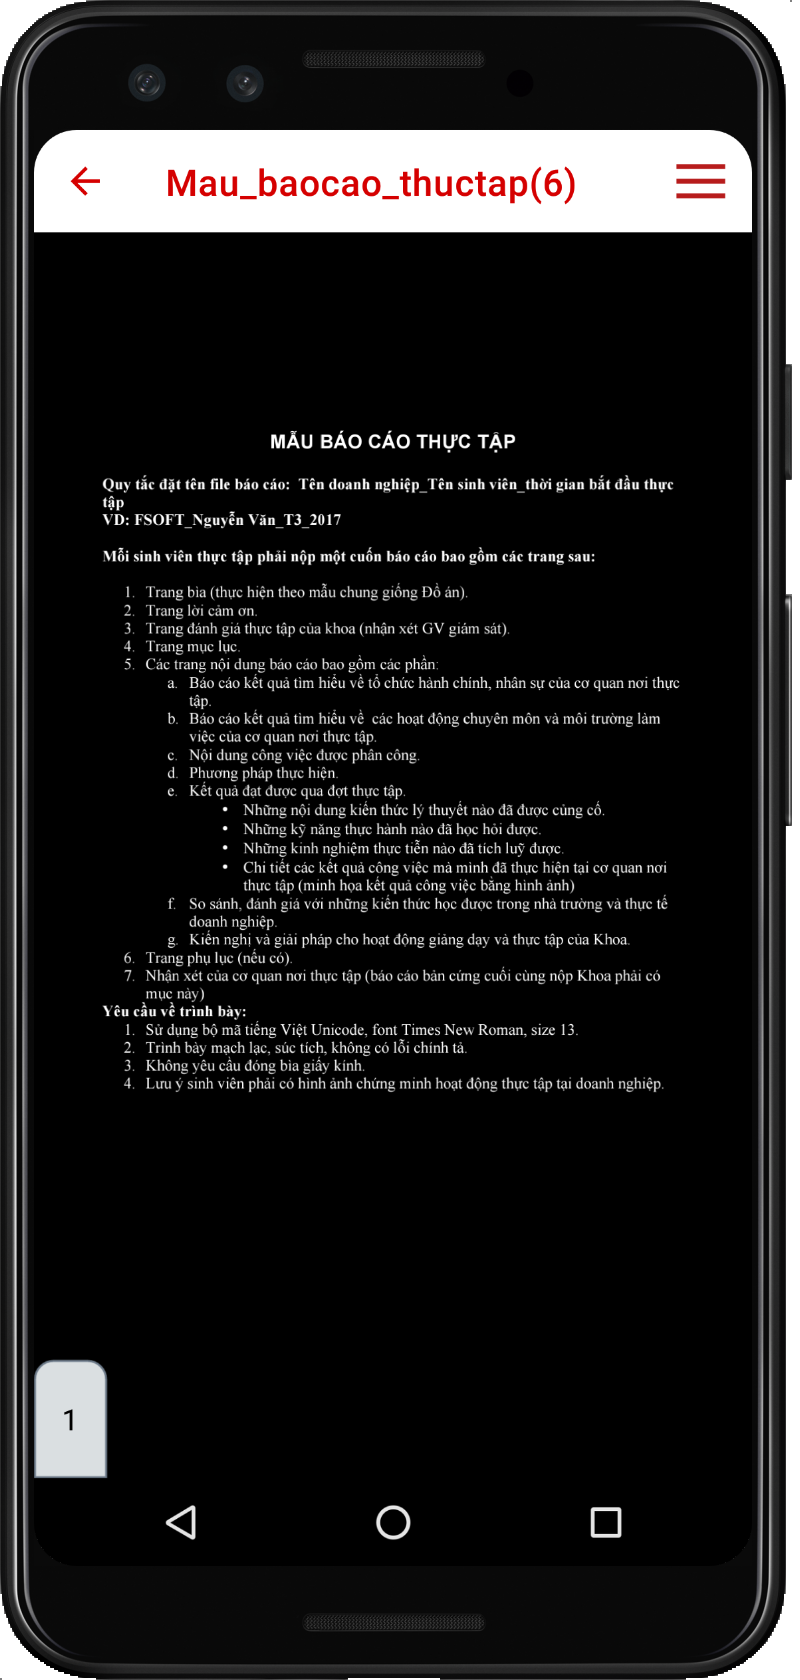 Mau_baocao_thuctap(6)
MẪU BÁO CÁO THỰC TẬP
Quy tắc đặt tên file báo cáo:  Tên doanh nghiệp_Tên sinh viên_thời gian bắt đầu thực
tập
VD: FSOFT_Nguyễn Văn_T3_2017
Mỗi sinh viên thực tập phải nộp một cuốn báo cáo bao gồm các trang sau:
1. Trang bìa (thực hiện theo mẫu chung giống Đồ án).
2. Trang lời cảm ơn.
3. Trang đánh giá thực tập của khoa (nhận xét GV giám sát).
4. Trang mục lục.
5. Các trang nội dung báo cáo bao gồm các phần:
a. Báo cáo kết quả tìm hiểu về tổ chức hành chính, nhân sự của cơ quan nơi thực
tập.
b. Báo cáo kết quả tìm hiểu về  các hoạt động chuyên môn và môi trường làm
việc của cơ quan nơi thực tập.
c. Nội dung công việc được phân công.
d. Phương pháp thực hiện.
e. Kết quả đạt được qua đợt thực tập.
• Những nội dung kiến thức lý thuyết nào đã được củng cố.
• Những kỹ năng thực hành nào đã học hỏi được.
• Những kinh nghiệm thực tiễn nào đã tích luỹ được.
• Chi tiết các kết quả công việc mà mình đã thực hiện tại cơ quan nơi
thực tập (minh họa kết quả công việc bằng hình ảnh)
f. So sánh, đánh giá với những kiến thức học được trong nhà trường và thực tế
doanh nghiệp.
g. Kiến nghị và giải pháp cho hoạt động giảng dạy và thực tập của Khoa.
6. Trang phụ lục (nếu có).
7. Nhận xét của cơ quan nơi thực tập (báo cáo bản cứng cuối cùng nộp Khoa phải có
mục này)
Yêu cầu về trình bày:
1. Sử dụng bộ mã tiếng Việt Unicode, font Times New Roman, size 13.
2. Trình bày mạch lạc, súc tích, không có lỗi chính tả.
3. Không yêu cầu đóng bìa giấy kính.
4. Lưu ý sinh viên phải có hình ảnh chứng minh hoạt động thực tập tại doanh nghiệp.
1